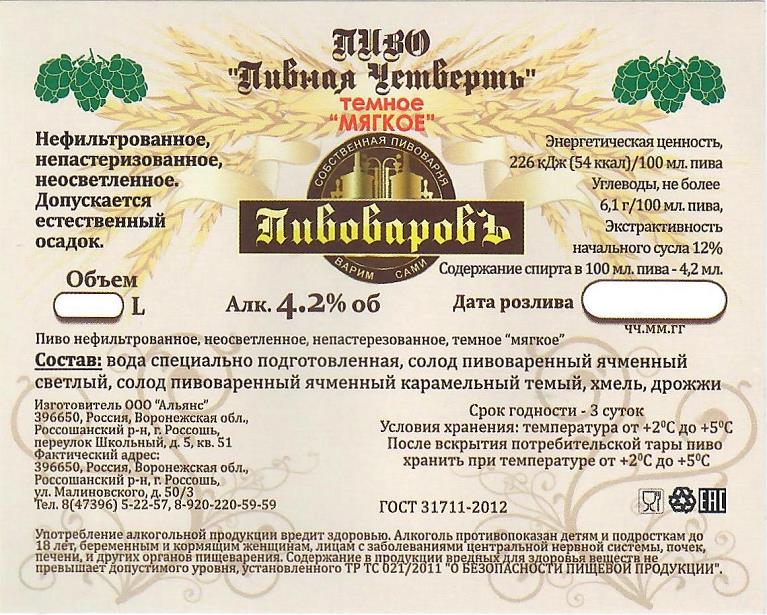 ПИВО
"Пивная Четверть"
темное
"МЯГКОЕ"
Нефильтрованное,
непастеризованное,
неосветленное.
Допускается
естественный
осадок.
СОБСТВЕННАЯ ПИВОВАРНЯ
ПивоваровЪ
ВАРИМ САМИ
Энергетическая ценность,
226 кДж (54 ккал)/100 мл. пива
Углеводы, не более
6,1 г/100 мл. пива,
Экстрактивность
начального сусла 12%
Содержание спирта в 100 мл. пива - 4,2 мл.
Объем
L
Алк. 4.2% об
Дата розлива
чч.мм.гг
Пиво нефильтрованное, неосветленное, непастерезованное, темное “мягкое”
Состав: вода специально подготовленная, солод пивоваренный ячменный
светлый, солод пивоваренный ячменный карамельный темый, хмель, дрожжи
Изготовитель ООО “Альянс”
396650, Россия, Воронежская обл.,
Россошанский р-н, г. Россошь,
переулок Школьный, д. 5, кв. 51
Фактический адрес:
396650, Россия, Воронежская обл.,
Россошанский р-н, г. Россошь,
ул. Малиновского, д. 50/3
Тел. 8(47396) 5-22-57, 8-920-220-59-59
Срок годности - 3 суток
Условия хранения: температура от +2⁰С до +5⁰С
После вскрытия потребительской тары пиво
хранить при температуре от +2⁰С до +5⁰С
ГОСТ 31711-2012
EAC
Употребление алкогольной продукции вредит здоровью. Алкоголь противопоказан детям и подросткам до
18 лет, беременным и кормящим женщинам, лицам с заболеваниями центральной нервной системы, почек,
печени, и других органов пищеварения. Содержание в продукции вредных для здоровья веществ не
превышает допустимого уровня, установленного ТР ТС 021/2011 "О БЕЗОПАСНОСТИ ПИЩЕВОЙ ПРОДУКЦИИ".